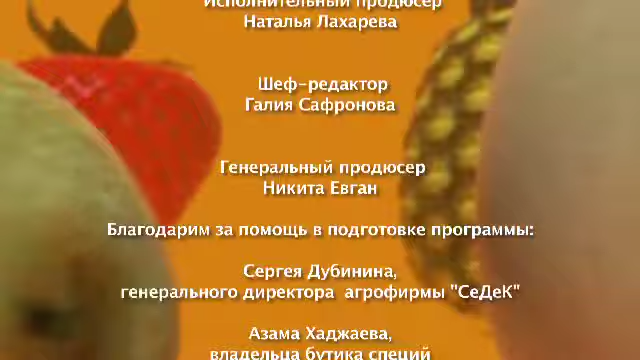 Исполнительный продюсер
Наталья Лахарева
Шеф-редактор
Галия Сафронова
Генеральный продюсер
Никита Евган
Благодарим за помощь в подготовке программы:
Сергея Дубинина,
генерального директора агрофирмы "СеДеК"
Азама Хаджаева,
владельца бутика специй